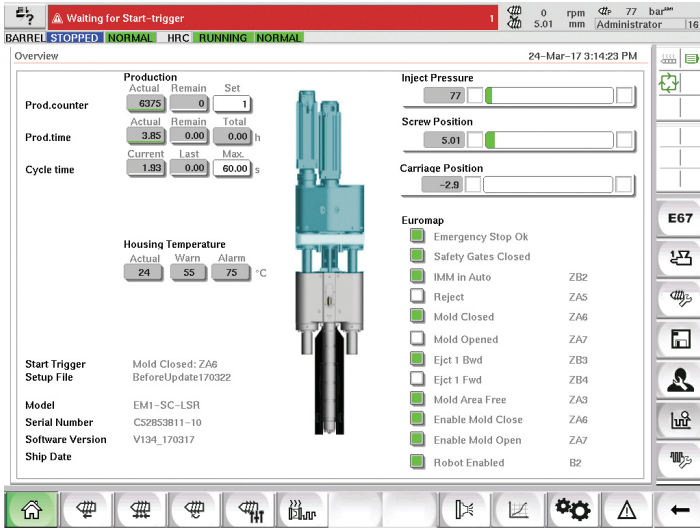 Waiting for Start-trigger 1 0 rpm 77 bar
5.01 mm Administrator 16
BARREL STOPPED NORMAL HRC RUNNING NORMAL
Overview 24-Mar-17 3:14:23 PM
Production
Actual Remain Set
Prod.counter 6375 0 1
Actual Remain Total
Prod.time 3.85 0.00 0.00 h
Current Last Max.
Cycle time 1.93 0.00 60.00 s
Housing Temperature
Actual Warn Alarm
24 55 75 °C
Start Trigger Mold Closed: ZA6
Setup File BeforeUpdate170322
Model EM1-SC-LSR
Serial Number C52853811-10
Software Version V134_170317
Ship Date
Inject Pressure
77
Screw Position
5.01
Carriage Position
-2.9
Euromap
Emergency Stop Ok
Safety Gates Closed
IMM in Auto ZB2
Reject ZA5
Mold Closed ZA6
Mold Opened ZA7
Ejct 1 Bwd ZB3
Ejct 1 Fwd ZB4
Mold Area Free ZA3
Enable Mold Close ZA6
Enable Mold Open ZA7
Robot Enabled B2
E67